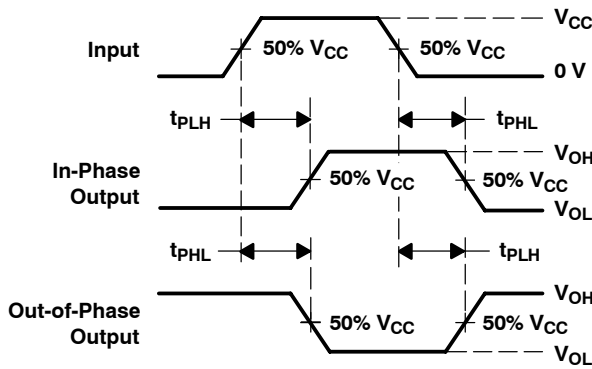 V_CC
Input 50% V_CC 50% V_CC
0 V
t_PLH t_PHL
V_OH
In-Phase
Output
50% V_CC 50% V_CC
V_OL
t_PHL t_PLH
V_OH
Out-of-Phase
Output
50% V_CC 50% V_CC
V_OL